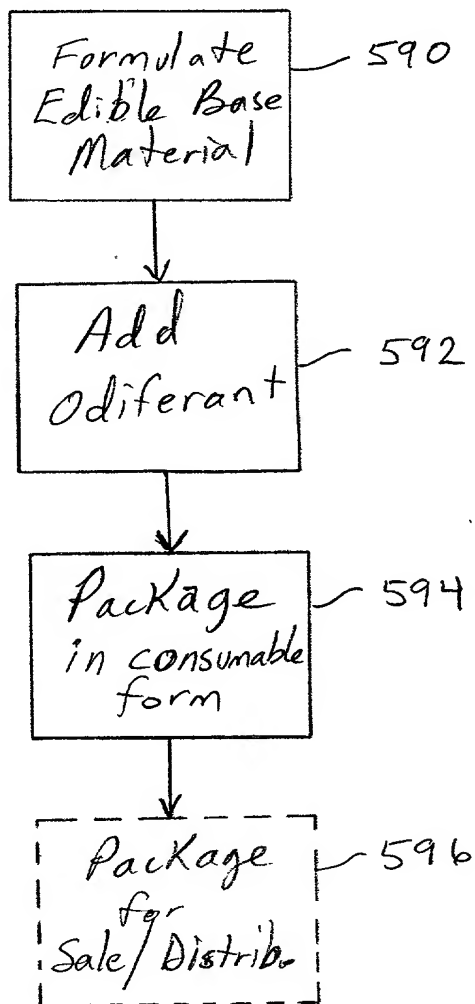 Formulate
Edible Base
Material
590
Add
Odiferant
592
Package
in consumable
form
594
Package
for
Sale/Distrib.
596